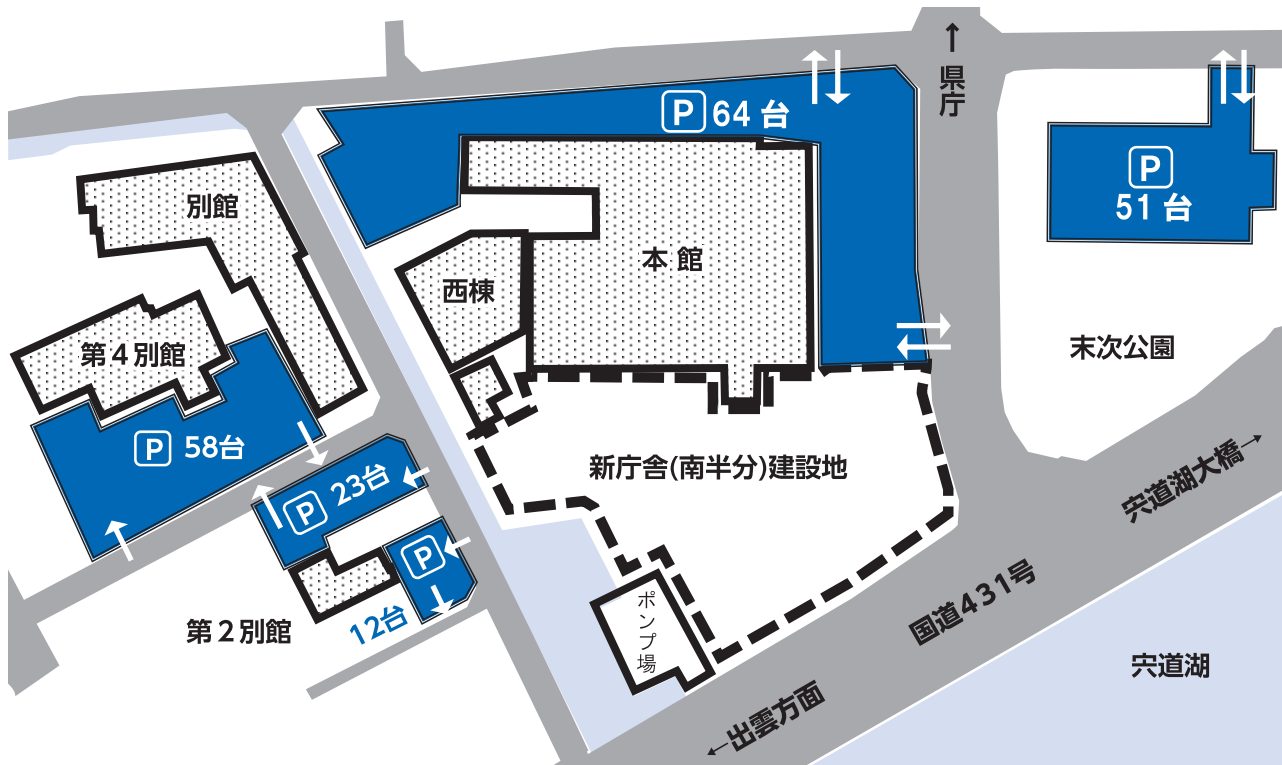 ↑県庁
P 64 台
P
51 台
別館
本 館
西棟
第４別館
末次公園
P 58台
P 23台
新庁舎(南半分)建設地
宍道湖大橋→
P
12台
第２別館
ポンプ場
国道431号
宍道湖
←出雲方面